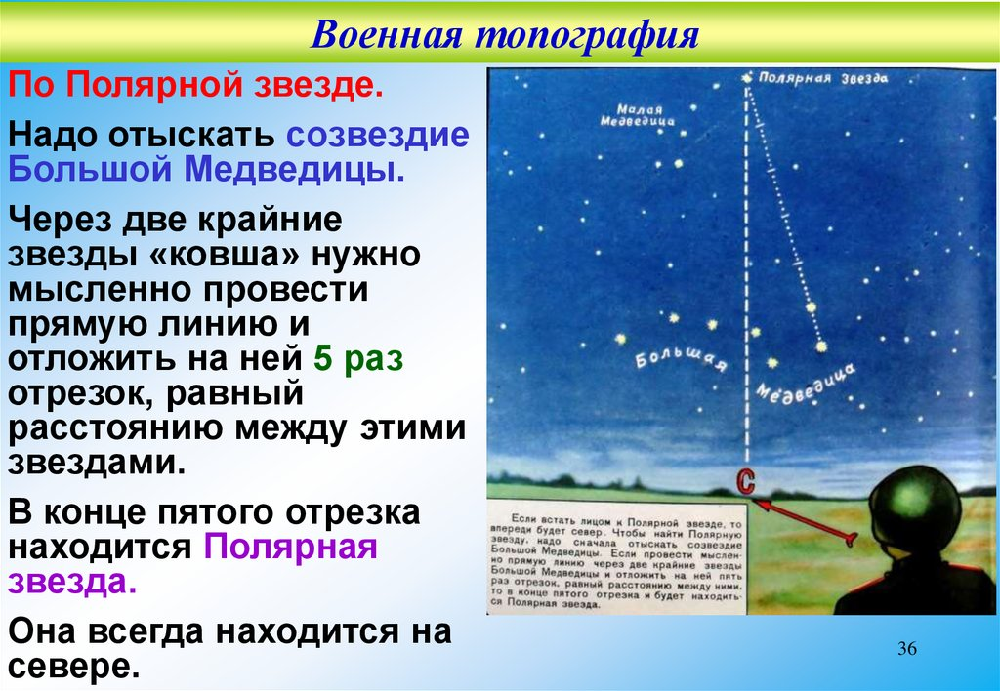 Военная топография
По Полярной звезде.
Надо отыскать созвездие
Большой Медведицы.
Через две крайние
звезды «ковша» нужно
мысленно провести
прямую линию и
отложить на ней 5 раз
отрезок, равный
расстоянию между этими
звездами.
В конце пятого отрезка
находится Полярная
звезда.
Она всегда находится на
севере.
Полярная Звезда
Малая
Медведица
Большая
Медведица
С
Если встать лицом к Полярной звезде, то
впереди будет север. Чтобы найти Полярную
звезду, надо сначала отыскать созвездие
Большой Медведицы. Если провести мыслен-
но прямую линию через две крайние звезды
Большой Медведицы и отложить на ней пять
раз отрезок, равный расстоянию между ними,
то в конце пятого отрезка и будет находить-
ся Полярная звезда.
36